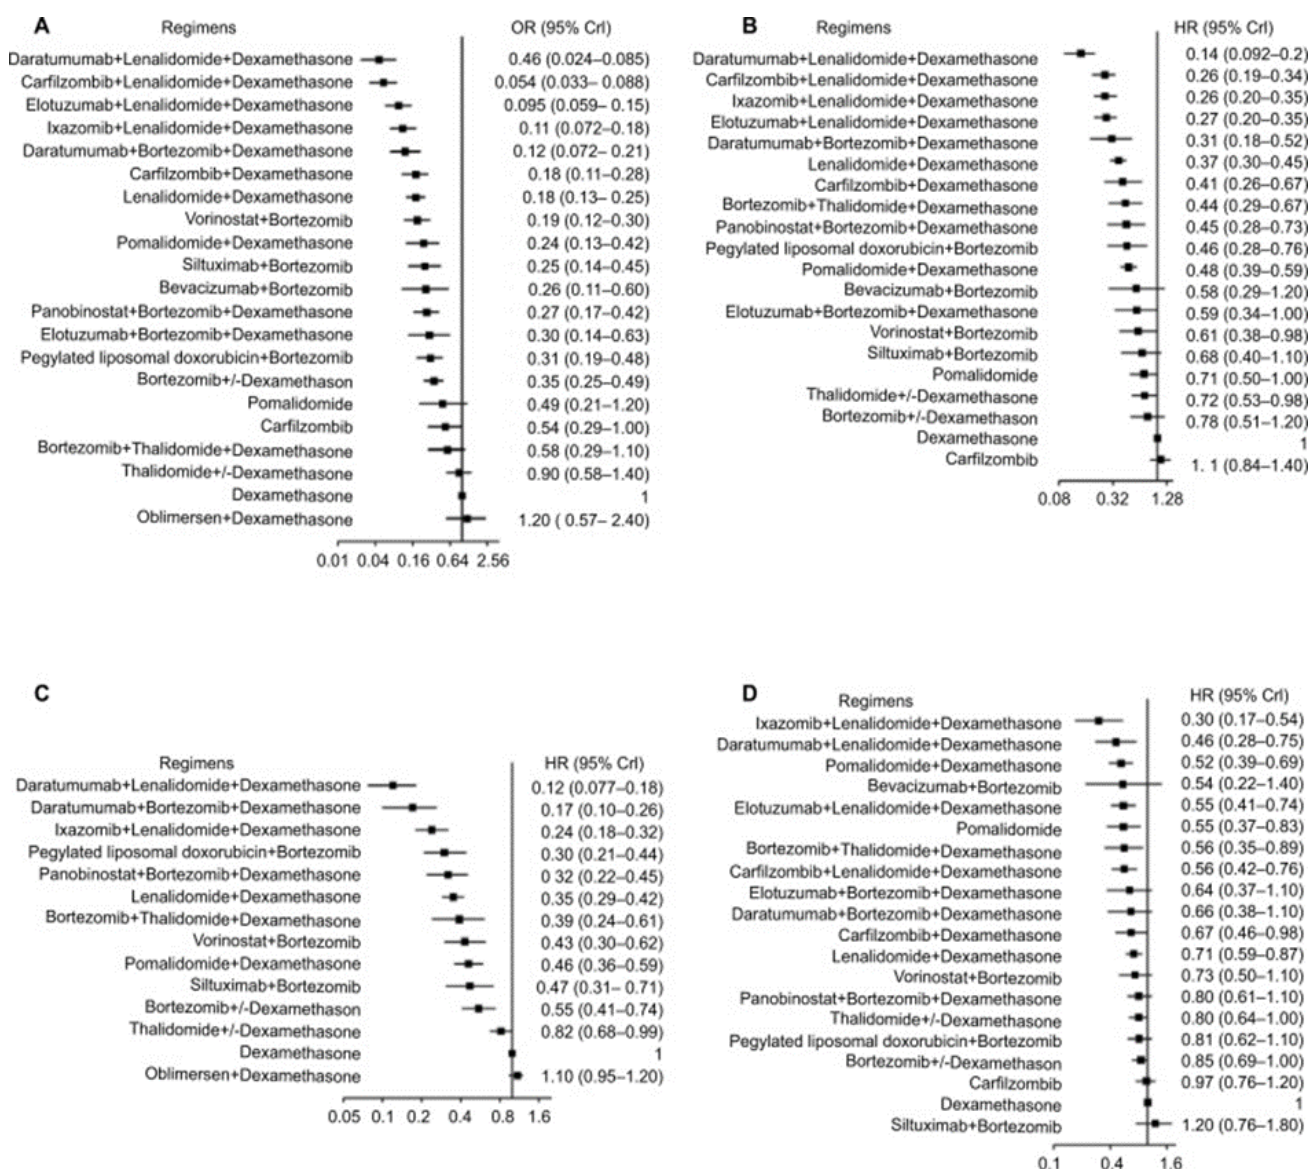 A
Regimens OR (95% CrI)
Daratumumab+Lenalidomide+Dexamethasone 0.46 (0.024–0.085)
Carfilzombib+Lenalidomide+Dexamethasone 0.054 (0.033– 0.088)
Elotuzumab+Lenalidomide+Dexamethasone 0.095 (0.059– 0.15)
Ixazomib+Lenalidomide+Dexamethasone 0.11 (0.072–0.18)
Daratumumab+Bortezomib+Dexamethasone 0.12 (0.072– 0.21)
Carfilzombib+Dexamethasone 0.18 (0.11–0.28)
Lenalidomide+Dexamethasone 0.18 (0.13– 0.25)
Vorinostat+Bortezomib 0.19 (0.12–0.30)
Pomalidomide+Dexamethasone 0.24 (0.13–0.42)
Siltuximab+Bortezomib 0.25 (0.14–0.45)
Bevacizumab+Bortezomib 0.26 (0.11–0.60)
Panobinostat+Bortezomib+Dexamethasone 0.27 (0.17–0.42)
Elotuzumab+Bortezomib+Dexamethasone 0.30 (0.14–0.63)
Pegylated liposomal doxorubicin+Bortezomib 0.31 (0.19–0.48)
Bortezomib+/-Dexamethason 0.35 (0.25–0.49)
Pomalidomide 0.49 (0.21–1.20)
Carfilzombib 0.54 (0.29–1.00)
Bortezomib+Thalidomide+Dexamethasone 0.58 (0.29–1.10)
Thalidomide+/-Dexamethasone 0.90 (0.58–1.40)
Dexamethasone 1
Oblimersen+Dexamethasone 1.20 ( 0.57– 2.40)
0.01 0.04 0.16 0.64 2.56
B
Regimens HR (95% CrI)
Daratumumab+Lenalidomide+Dexamethasone 0.14 (0.092–0.2)
Carfilzombib+Lenalidomide+Dexamethasone 0.26 (0.19–0.34)
Ixazomib+Lenalidomide+Dexamethasone 0.26 (0.20–0.35)
Elotuzumab+Lenalidomide+Dexamethasone 0.27 (0.20–0.35)
Daratumumab+Bortezomib+Dexamethasone 0.31 (0.18–0.52)
Lenalidomide+Dexamethasone 0.37 (0.30–0.45)
Carfilzombib+Dexamethasone 0.41 (0.26–0.67)
Bortezomib+Thalidomide+Dexamethasone 0.44 (0.29–0.67)
Panobinostat+Bortezomib+Dexamethasone 0.45 (0.28–0.73)
Pegylated liposomal doxorubicin+Bortezomib 0.46 (0.28–0.76)
Pomalidomide+Dexamethasone 0.48 (0.39–0.59)
Bevacizumab+Bortezomib 0.58 (0.29–1.20)
Elotuzumab+Bortezomib+Dexamethasone 0.59 (0.34–1.00)
Vorinostat+Bortezomib 0.61 (0.38–0.98)
Siltuximab+Bortezomib 0.68 (0.40–1.10)
Pomalidomide 0.71 (0.50–1.00)
Thalidomide+/-Dexamethasone 0.72 (0.53–0.98)
Bortezomib+/-Dexamethason 0.78 (0.51–1.20)
Dexamethasone 1
Carfilzombib 1. 1 (0.84–1.40)
0.08 0.32 1.28
C
Regimens HR (95% CrI)
Daratumumab+Lenalidomide+Dexamethasone 0.12 (0.077–0.18)
Daratumumab+Bortezomib+Dexamethasone 0.17 (0.10–0.26)
Ixazomib+Lenalidomide+Dexamethasone 0.24 (0.18–0.32)
Pegylated liposomal doxorubicin+Bortezomib 0.30 (0.21–0.44)
Panobinostat+Bortezomib+Dexamethasone 0.32 (0.22–0.45)
Lenalidomide+Dexamethasone 0.35 (0.29–0.42)
Bortezomib+Thalidomide+Dexamethasone 0.39 (0.24–0.61)
Vorinostat+Bortezomib 0.43 (0.30–0.62)
Pomalidomide+Dexamethasone 0.46 (0.36–0.59)
Siltuximab+Bortezomib 0.47 (0.31– 0.71)
Bortezomib+/-Dexamethason 0.55 (0.41–0.74)
Thalidomide+/-Dexamethasone 0.82 (0.68–0.99)
Dexamethasone 1
Oblimersen+Dexamethasone 1.10 (0.95–1.20)
0.05 0.1 0.2 0.4 0.8 1.6
D
Regimens HR (95% CrI)
Ixazomib+Lenalidomide+Dexamethasone 0.30 (0.17–0.54)
Daratumumab+Lenalidomide+Dexamethasone 0.46 (0.28–0.75)
Pomalidomide+Dexamethasone 0.52 (0.39–0.69)
Bevacizumab+Bortezomib 0.54 (0.22–1.40)
Elotuzumab+Lenalidomide+Dexamethasone 0.55 (0.41–0.74)
Pomalidomide 0.55 (0.37–0.83)
Bortezomib+Thalidomide+Dexamethasone 0.56 (0.35–0.89)
Carfilzombib+Lenalidomide+Dexamethasone 0.56 (0.42–0.76)
Elotuzumab+Bortezomib+Dexamethasone 0.64 (0.37–1.10)
Daratumumab+Bortezomib+Dexamethasone 0.66 (0.38–1.10)
Carfilzombib+Dexamethasone 0.67 (0.46–0.98)
Lenalidomide+Dexamethasone 0.71 (0.59–0.87)
Vorinostat+Bortezomib 0.73 (0.50–1.10)
Panobinostat+Bortezomib+Dexamethasone 0.80 (0.61–1.10)
Thalidomide+/-Dexamethasone 0.80 (0.64–1.00)
Pegylated liposomal doxorubicin+Bortezomib 0.81 (0.62–1.10)
Bortezomib+/-Dexamethason 0.85 (0.69–1.00)
Carfilzombib 0.97 (0.76–1.20)
Dexamethasone 1
Siltuximab+Bortezomib 1.20 (0.76–1.80)
0.1 0.4 1.6